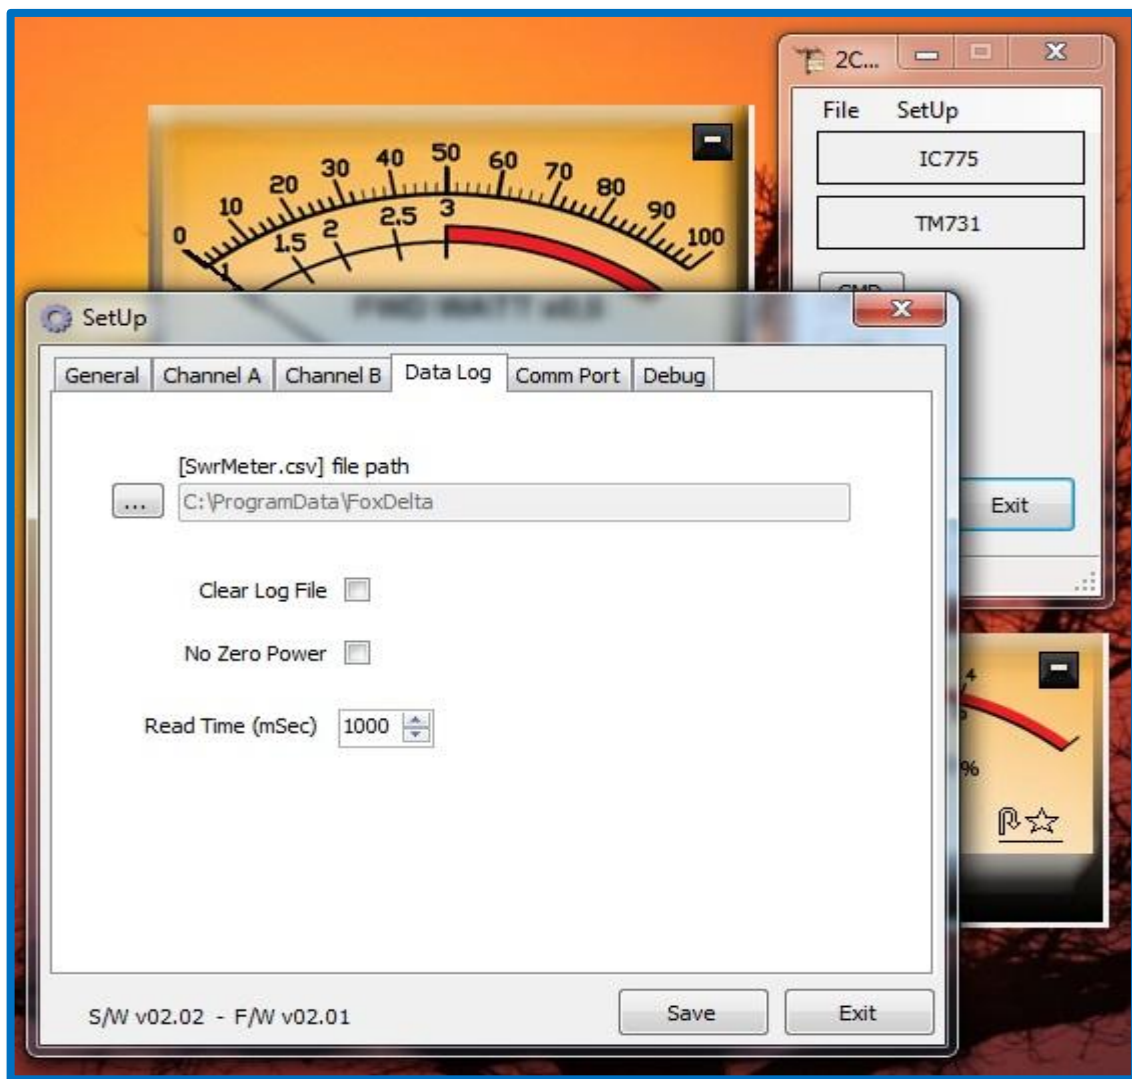 2C...
File SetUp
IC775
TM731
Exit
0 10 20 30 40 50 60 70 80 90 100
1 1.5 2 2.5 3
SetUp
General Channel A Channel B Data Log Comm Port Debug
[SwrMeter.csv] file path
... C:\ProgramData\FoxDelta
Clear Log File
No Zero Power
Read Time (mSec) 1000
S/W v02.02 - F/W v02.01
Save Exit
4
%